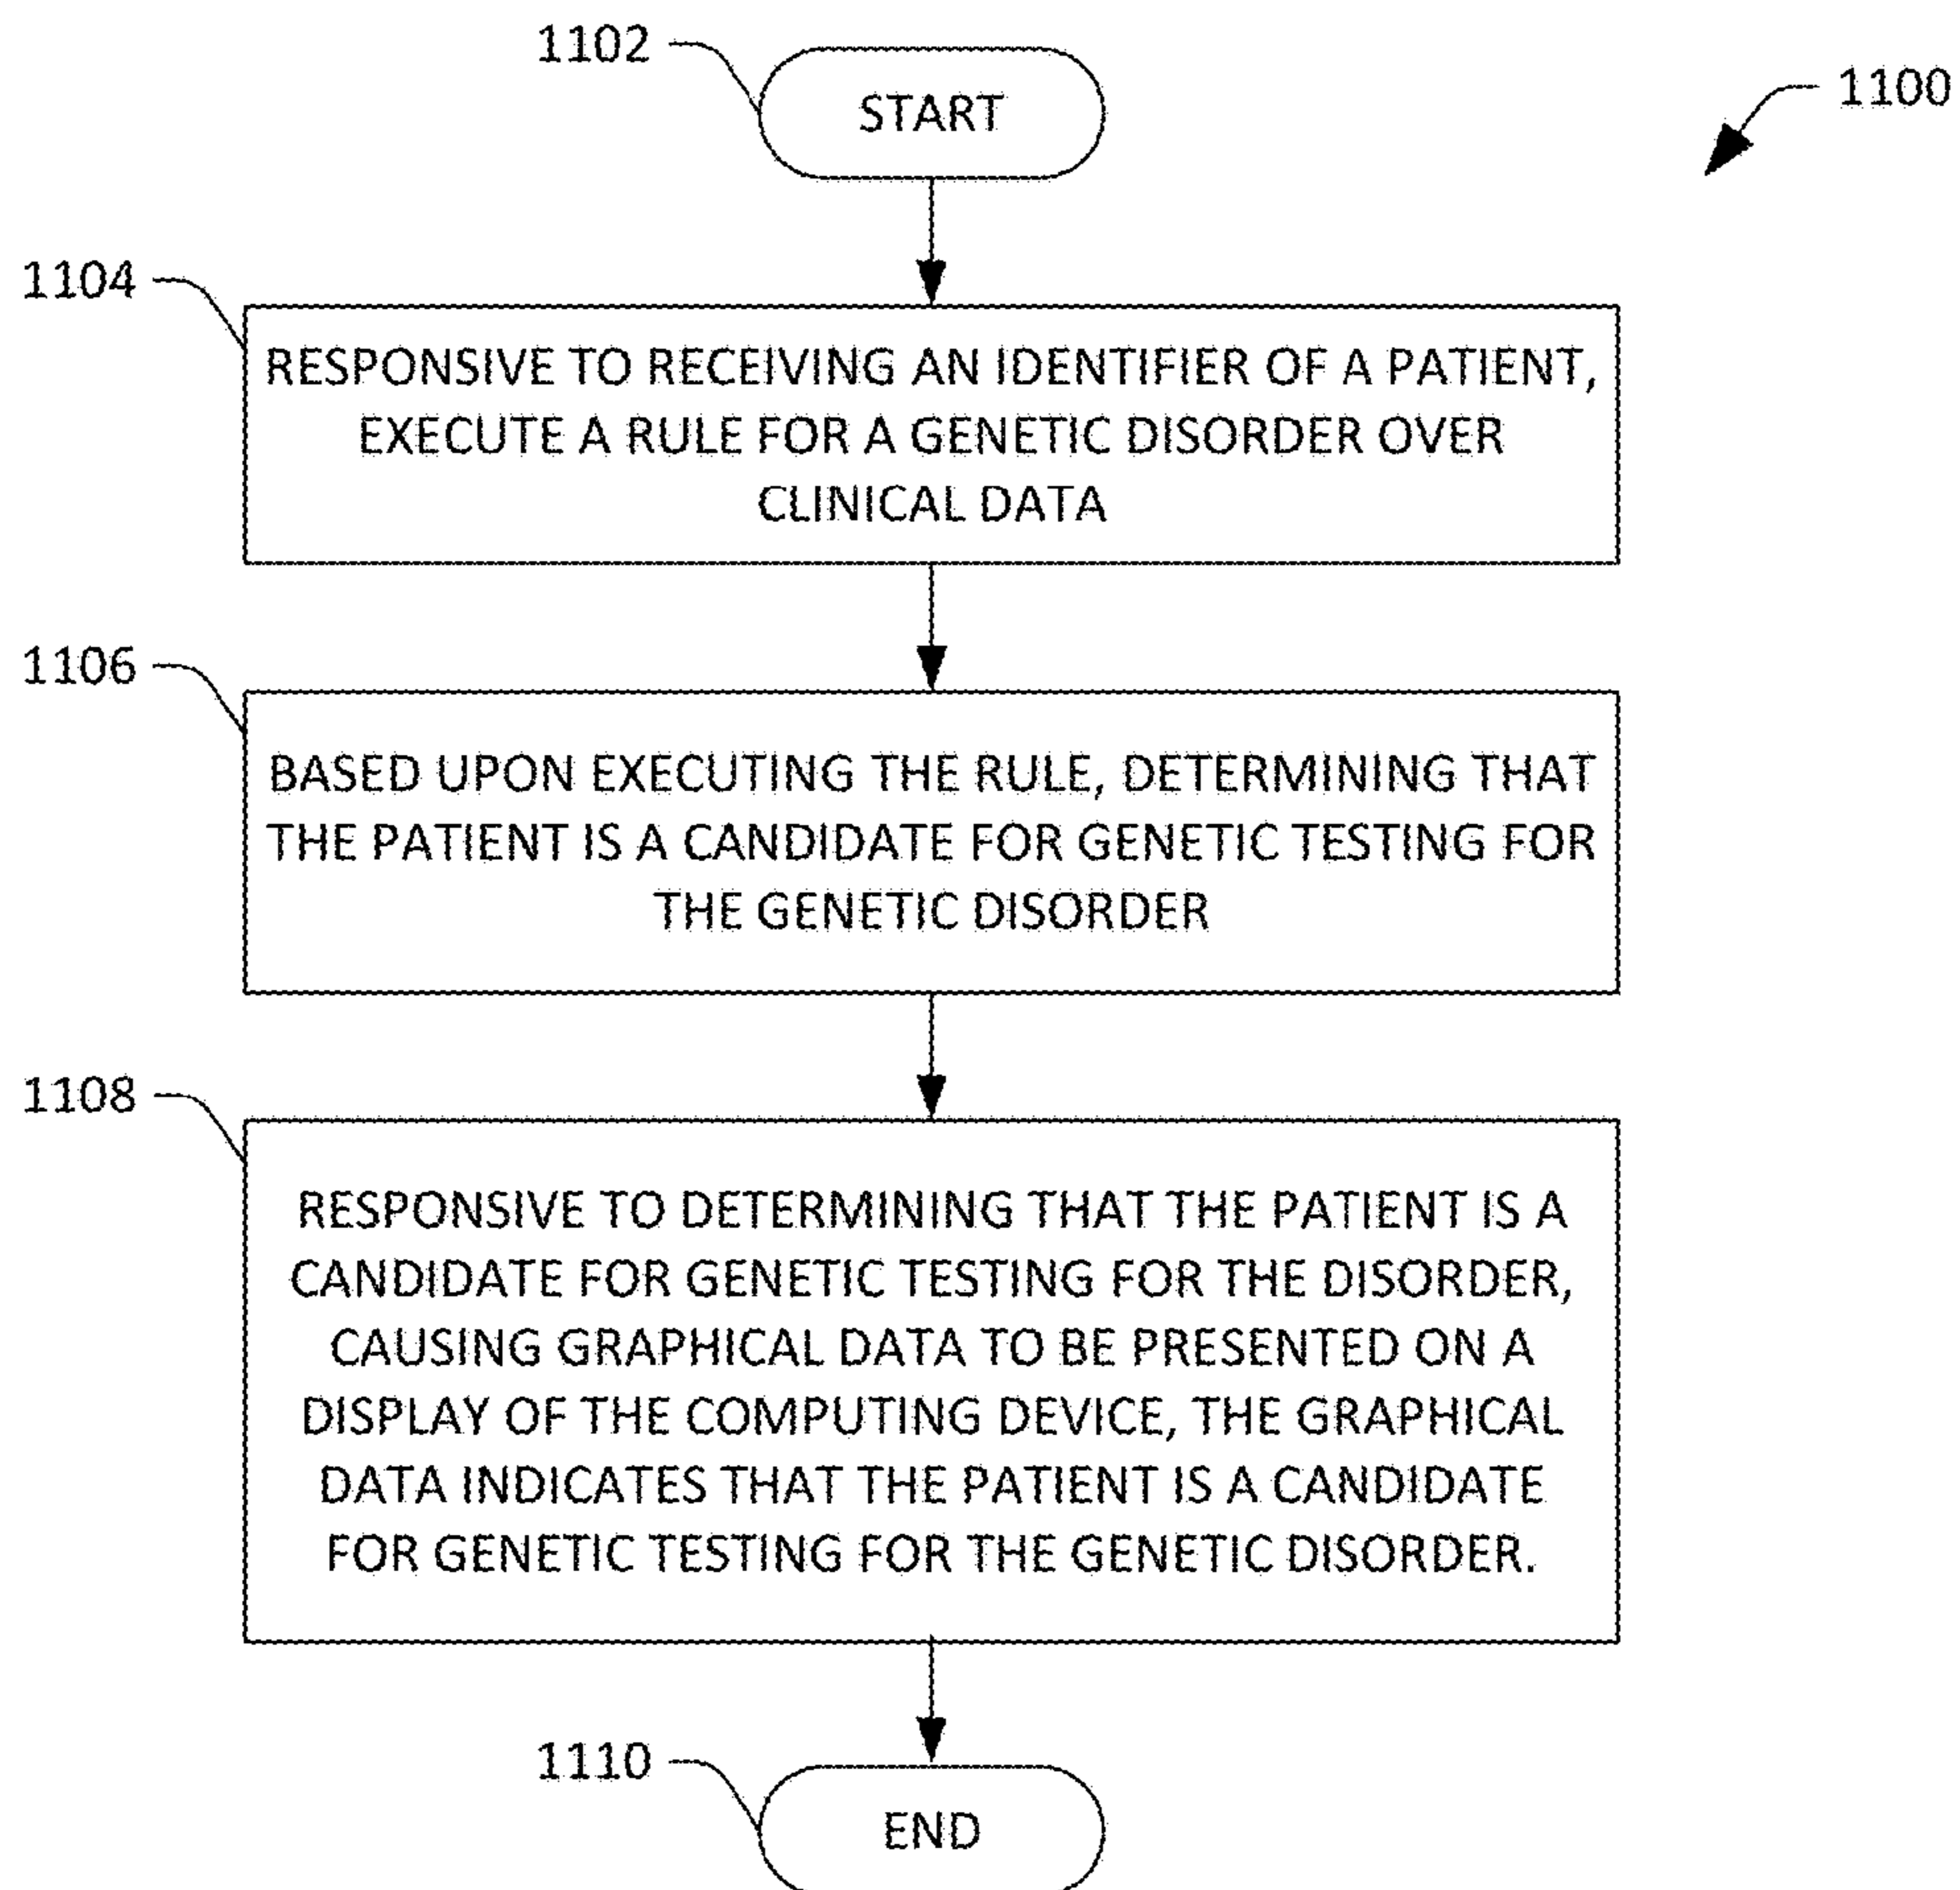 1102
START
1100
1104
RESPONSIVE TO RECEIVING AN IDENTIFIER OF A PATIENT,
EXECUTE A RULE FOR A GENETIC DISORDER OVER
CLINICAL DATA
1106
BASED UPON EXECUTING THE RULE, DETERMINING THAT
THE PATIENT IS A CANDIDATE FOR GENETIC TESTING FOR
THE GENETIC DISORDER
1108
RESPONSIVE TO DETERMINING THAT THE PATIENT IS A
CANDIDATE FOR GENETIC TESTING FOR THE DISORDER,
CAUSING GRAPHICAL DATA TO BE PRESENTED ON A
DISPLAY OF THE COMPUTING DEVICE, THE GRAPHICAL
DATA INDICATES THAT THE PATIENT IS A CANDIDATE
FOR GENETIC TESTING FOR THE GENETIC DISORDER.
1110
END